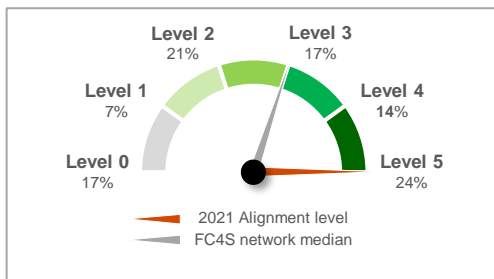 Level 2
21%
Level 3
17%
Level 1
7%
Level 4
14%
Level 0
17%
Level 5
24%
2021 Alignment level
FC4S network median